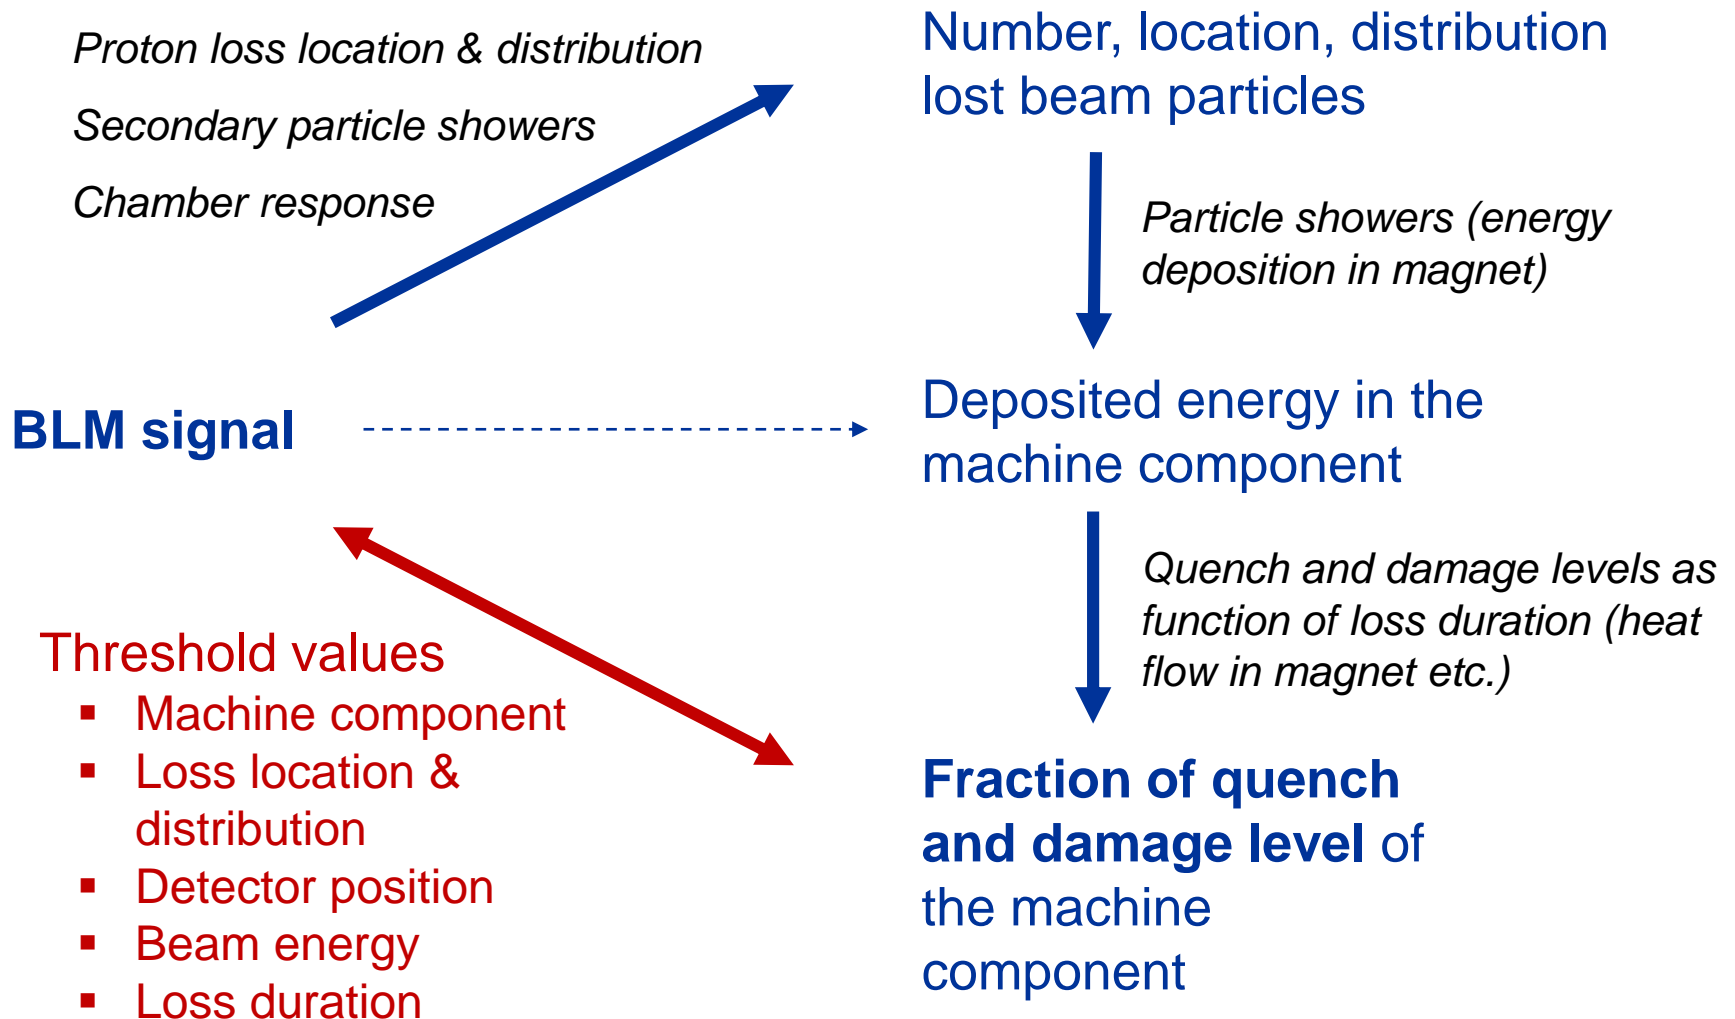 Proton loss location & distribution
Secondary particle showers
Chamber response
Number, location, distribution
lost beam particles
Particle showers (energy
deposition in magnet)
BLM signal
Deposited energy in the
machine component
Quench and damage levels as
function of loss duration (heat
flow in magnet etc.)
Threshold values
▪ Machine component
▪ Loss location &
distribution
▪ Detector position
▪ Beam energy
▪ Loss duration
Fraction of quench
and damage level of
the machine
component